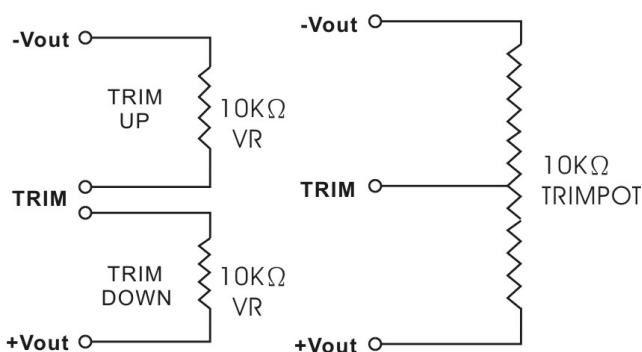 -Vout
TRIM
UP
10KΩ
VR
TRIM
TRIM
DOWN
10KΩ
VR
+Vout
-Vout
TRIM
10KΩ
TRIMPOT
+Vout